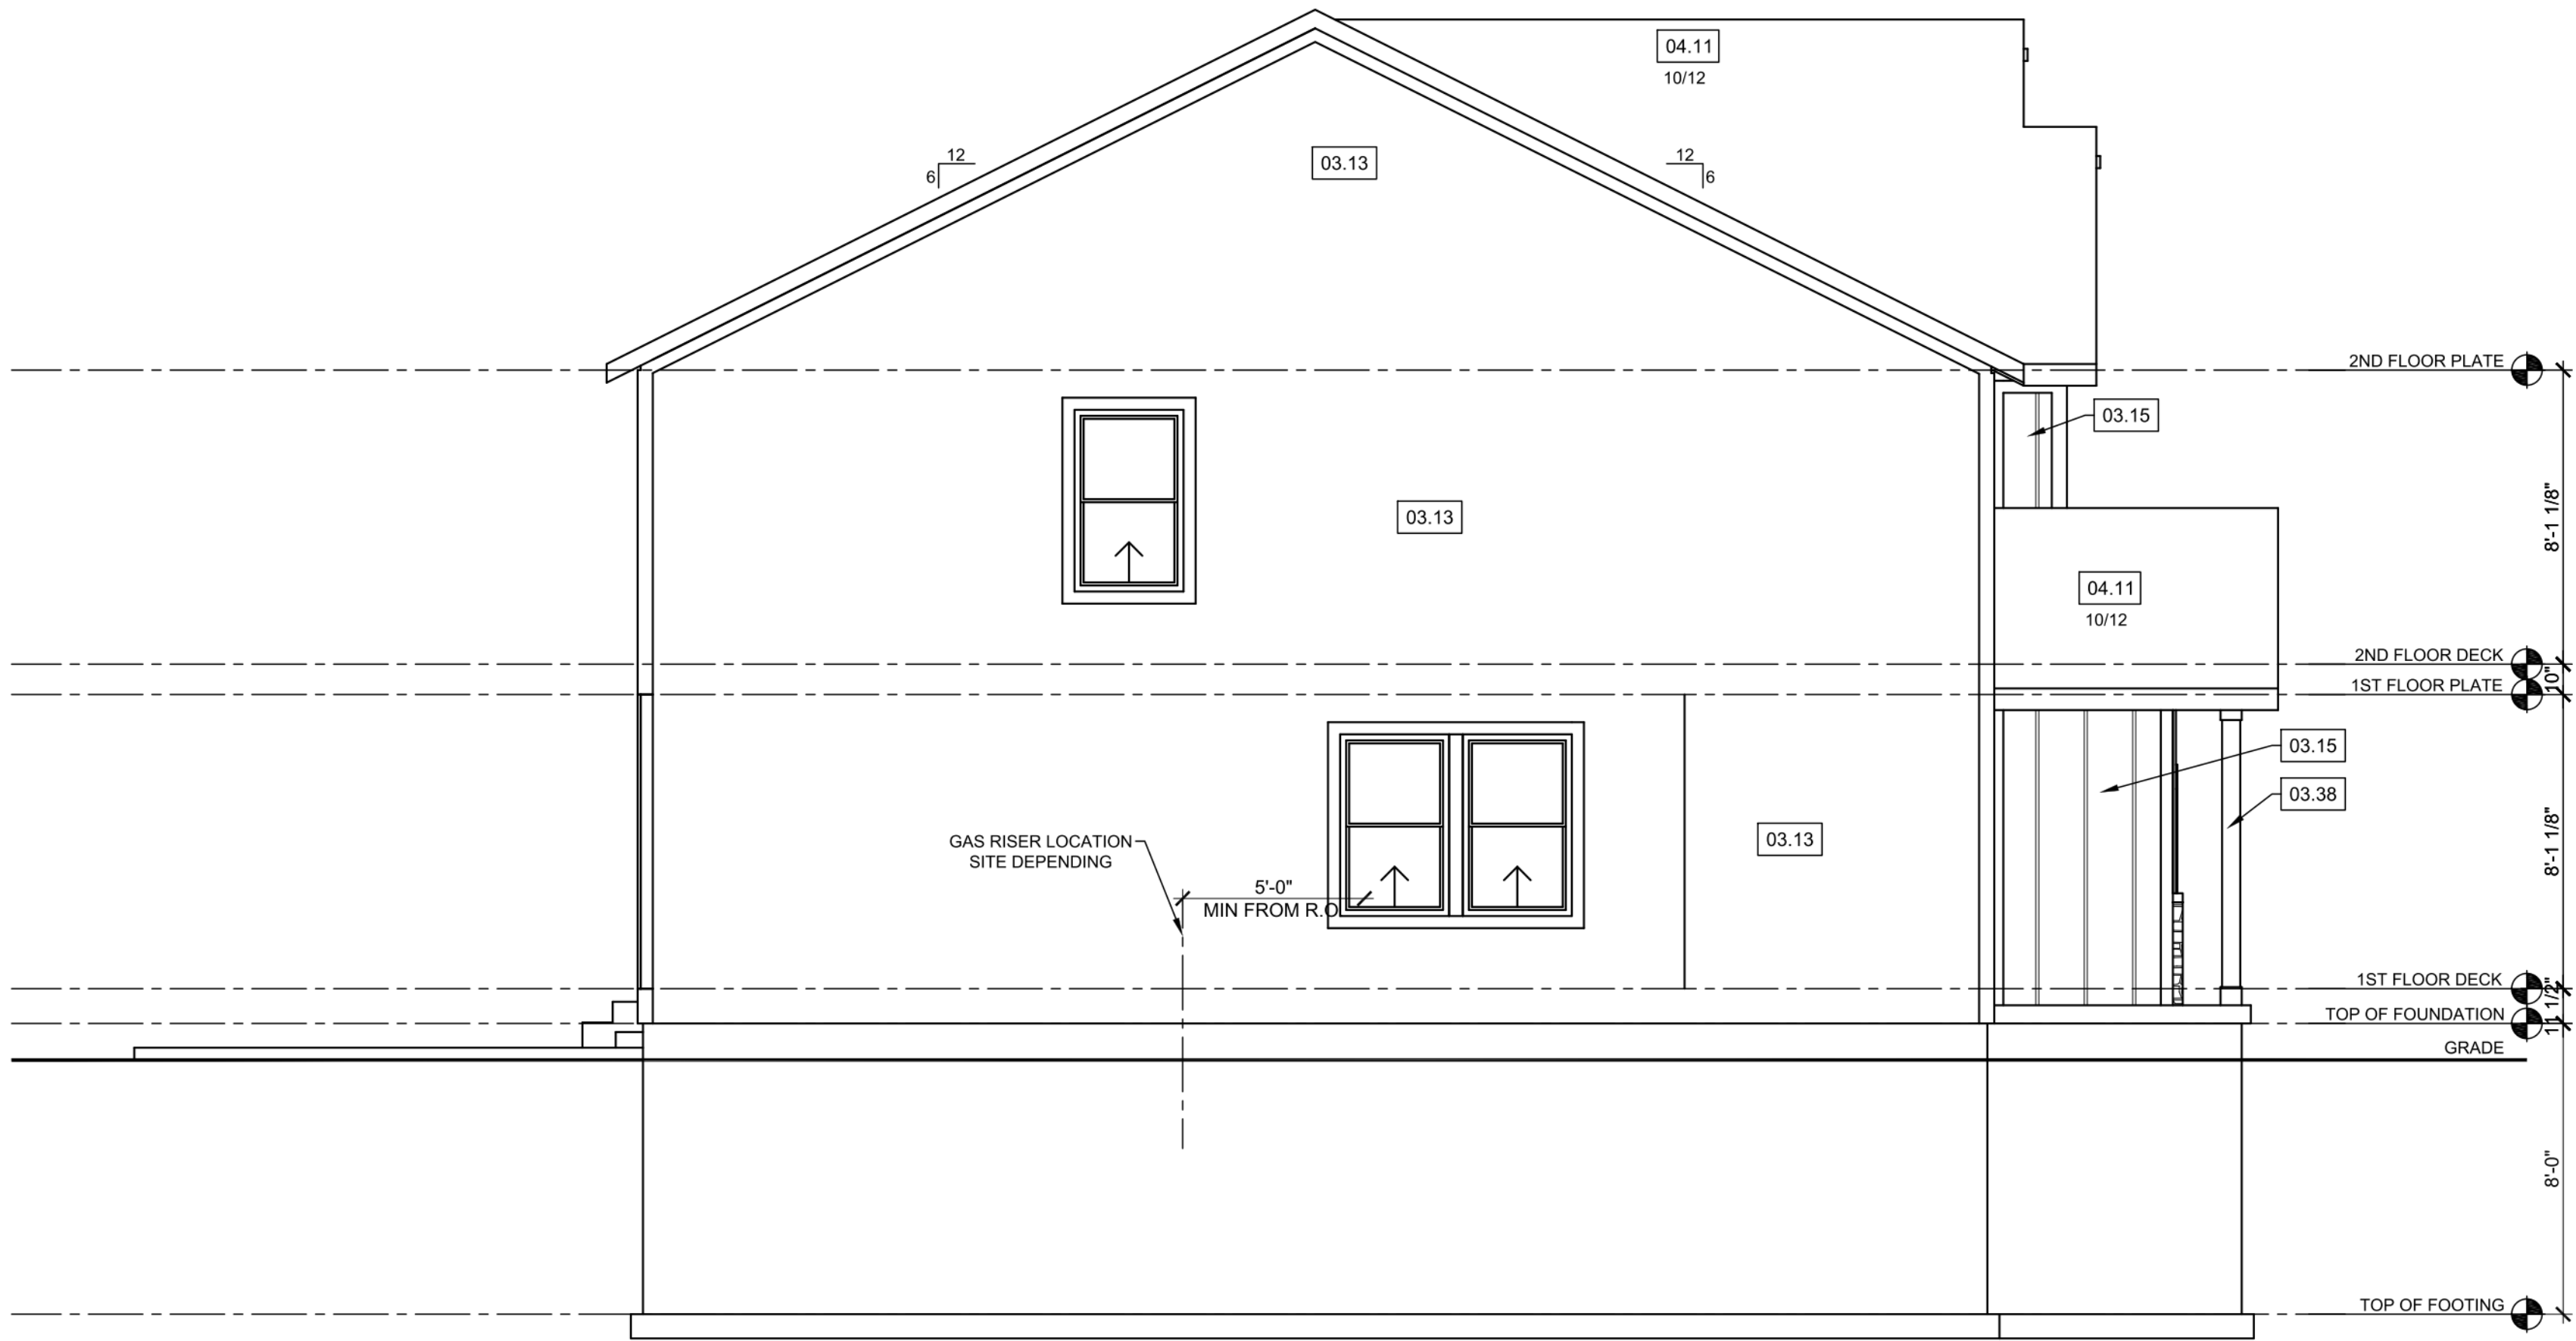 04.11
10/12
03.13
12
6
12
6
2ND FLOOR PLATE
03.15
03.13
8'-1 1/8"
04.11
10/12
2ND FLOOR DECK
10"
1ST FLOOR PLATE
03.15
03.38
GAS RISER LOCATION
SITE DEPENDING
03.13
8'-1 1/8"
5'-0"
MIN FROM R.O
1ST FLOOR DECK
11 1/2"
TOP OF FOUNDATION
GRADE
8'-0"
TOP OF FOOTING